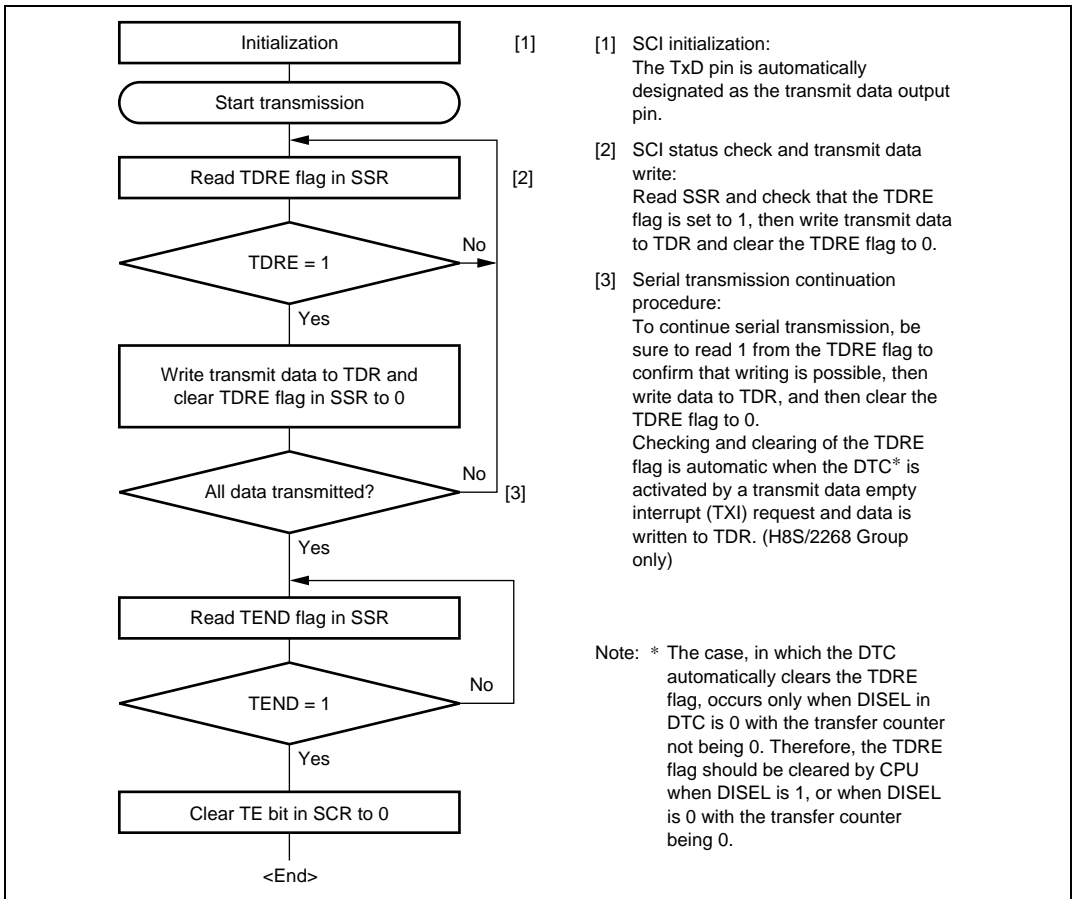 Initialization
[1]
Start transmission
Read TDRE flag in SSR
[2]
TDRE = 1
No
Yes
Write transmit data to TDR and
clear TDRE flag in SSR to 0
All data transmitted?
No
[3]
Yes
Read TEND flag in SSR
TEND = 1
No
Yes
Clear TE bit in SCR to 0
<End>
[1] SCI initialization:
The TxD pin is automatically
designated as the transmit data output
pin.
[2] SCI status check and transmit data
write:
Read SSR and check that the TDRE
flag is set to 1, then write transmit data
to TDR and clear the TDRE flag to 0.
[3] Serial transmission continuation
procedure:
To continue serial transmission, be
sure to read 1 from the TDRE flag to
confirm that writing is possible, then
write data to TDR, and then clear the
TDRE flag to 0.
Checking and clearing of the TDRE
flag is automatic when the DTC* is
activated by a transmit data empty
interrupt (TXI) request and data is
written to TDR. (H8S/2268 Group
only)
Note: * The case, in which the DTC
automatically clears the TDRE
flag, occurs only when DISEL in
DTC is 0 with the transfer counter
not being 0. Therefore, the TDRE
flag should be cleared by CPU
when DISEL is 1, or when DISEL
is 0 with the transfer counter
being 0.